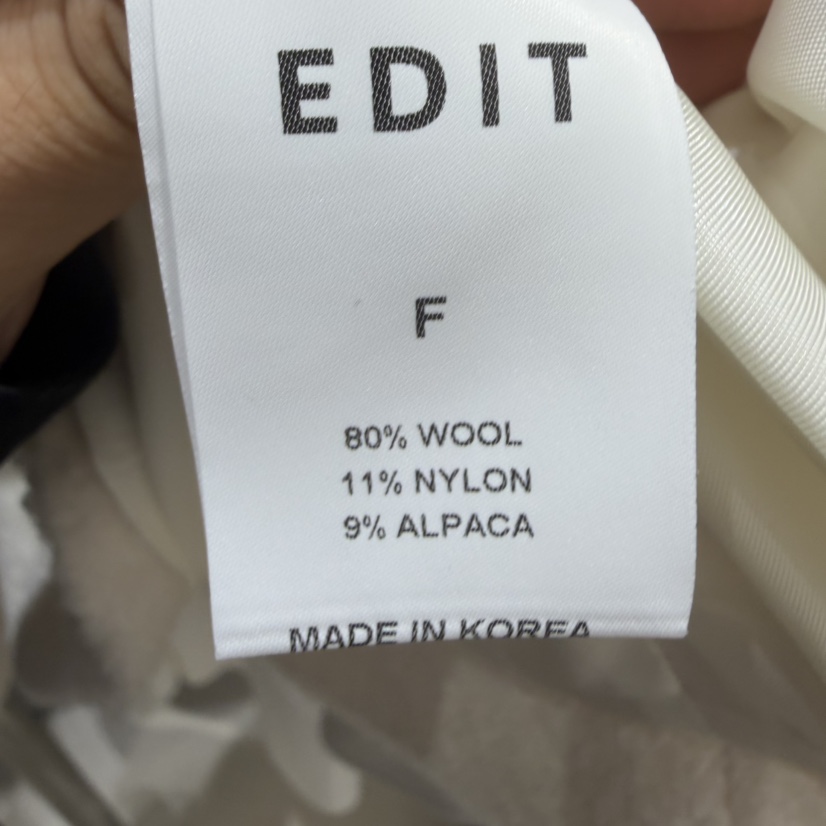 EDIT
F
80% WOOL
11% NYLON
9% ALPACA
MADE IN KOREA